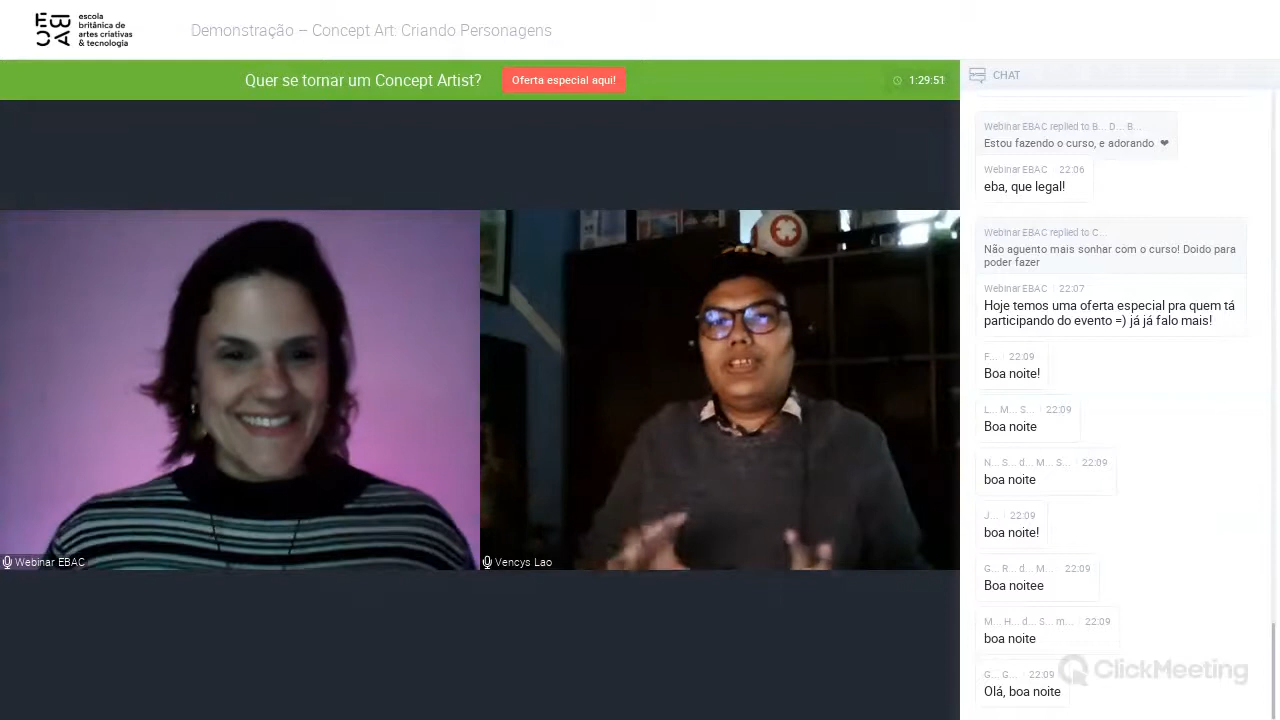 escola
britânica de
artes criativas
& tecnologia
EBAC
Demonstração – Concept Art: Criando Personagens
Quer se tornar um Concept Artist?
Oferta especial aqui!
1:29:51
Webinar EBAC
Vencys Lao
CHAT
Webinar EBAC replied to B... D... B...
Estou fazendo o curso, e adorando ❤
Webinar EBAC 22:06
eba, que legal!
Webinar EBAC replied to C...
Não aguento mais sonhar com o curso! Doido para
poder fazer
Webinar EBAC 22:07
Hoje temos uma oferta especial pra quem tá
participando do evento =) já já falo mais!
F... 22:09
Boa noite!
L... M... S... 22:09
Boa noite
N... S... d... M... S... 22:09
boa noite
J... 22:09
boa noite!
G... R... d... M... 22:09
Boa noitee
M... H... d... S... m... 22:09
boa noite
G... G... 22:09
Olá, boa noite
ClickMeeting